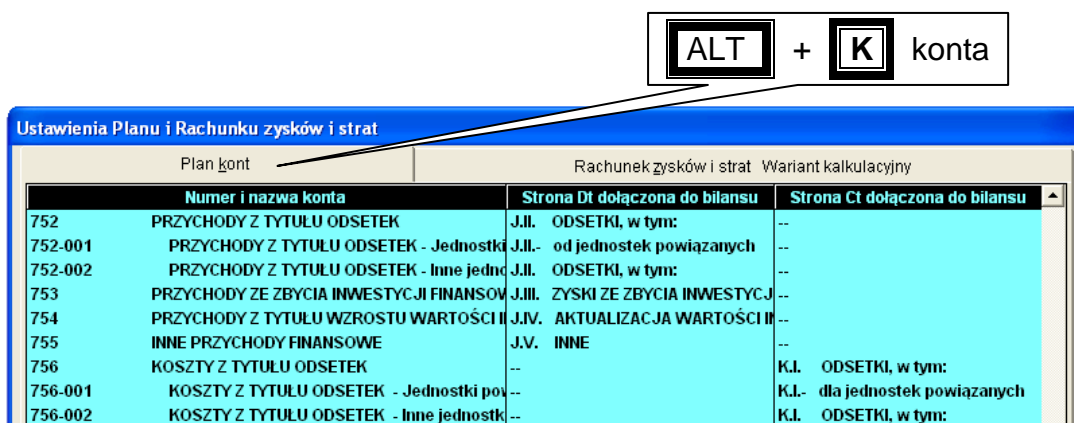 ALT + K konta
Ustawienia Planu i Rachunku zysków i strat
Plan kont Rachunek zysków i strat Wariant kalkulacyjny
Numer i nazwa konta Strona Dt dołączona do bilansu Strona Ct dołączona do bilansu
752 PRZYCHODY Z TYTUŁU ODSETEK J.II. ODSETKI, w tym: --
752-001 PRZYCHODY Z TYTUŁU ODSETEK - Jednostki J.II.- od jednostek powiązanych --
752-002 PRZYCHODY Z TYTUŁU ODSETEK - Inne jedno J.II. ODSETKI, w tym: --
753 PRZYCHODY ZE ZBYCIA INWESTYCJI FINANSOW J.III. ZYSKI ZE ZBYCIA INWESTYCJ --
754 PRZYCHODY Z TYTUŁU WZROSTU WARTOŚCI I J.IV. AKTUALIZACJA WARTOŚCI IN --
755 INNE PRZYCHODY FINANSOWE J.V. INNE --
756 KOSZTY Z TYTUŁU ODSETEK -- K.I. ODSETKI, w tym:
756-001 KOSZTY Z TYTUŁU ODSETEK - Jednostki pow -- K.I.- dla jednostek powiązanych
756-002 KOSZTY Z TYTUŁU ODSETEK - Inne jednostk -- K.I. ODSETKI, w tym: